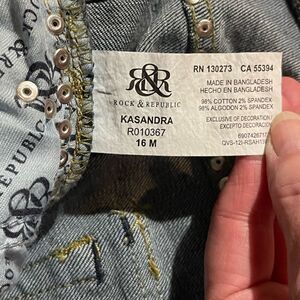 RN 130273 CA 55394
R&R
ROCK & REPUBLIC
KASANDRA
R010367
16 M
MADE IN BANGLADESH
HECHO EN BANGLADESH
98% COTTON 2% SPANDEX
98% ALGODON 2% SPANDEX
EXCLUSIVE OF DECORATION
EXCEPTO DECORACION
REPUBLIC